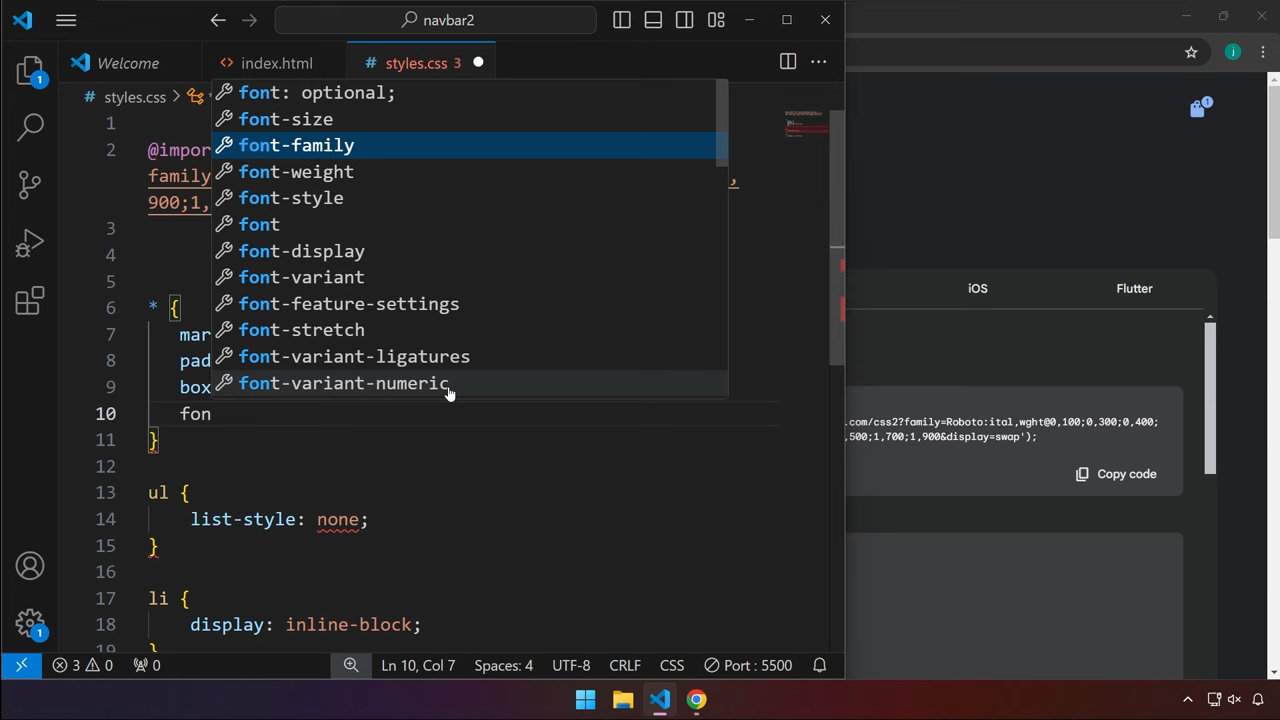 navbar2
Welcome
index.html
styles.css 3
styles.css
font: optional;
font-size
font-family
font-weight
font-style
font
font-display
font-variant
font-feature-settings
font-stretch
font-variant-ligatures
font-variant-numeric
1
2 @impor
family
900;1,
3
4
5
6 * {
7 mar
8 pad
9 box
10 fon
11 }
12
13 ul {
14 list-style: none;
15 }
16
17 li {
18 display: inline-block;
19 }
1
1
3 0 0 Ln 10, Col 7 Spaces: 4 UTF-8 CRLF CSS Port : 5500
j
1
iOS Flutter
.com/css2?family=Roboto:ital,wght@0,100;0,300;0,400;
,500;1,700;1,900&display=swap');
Copy code